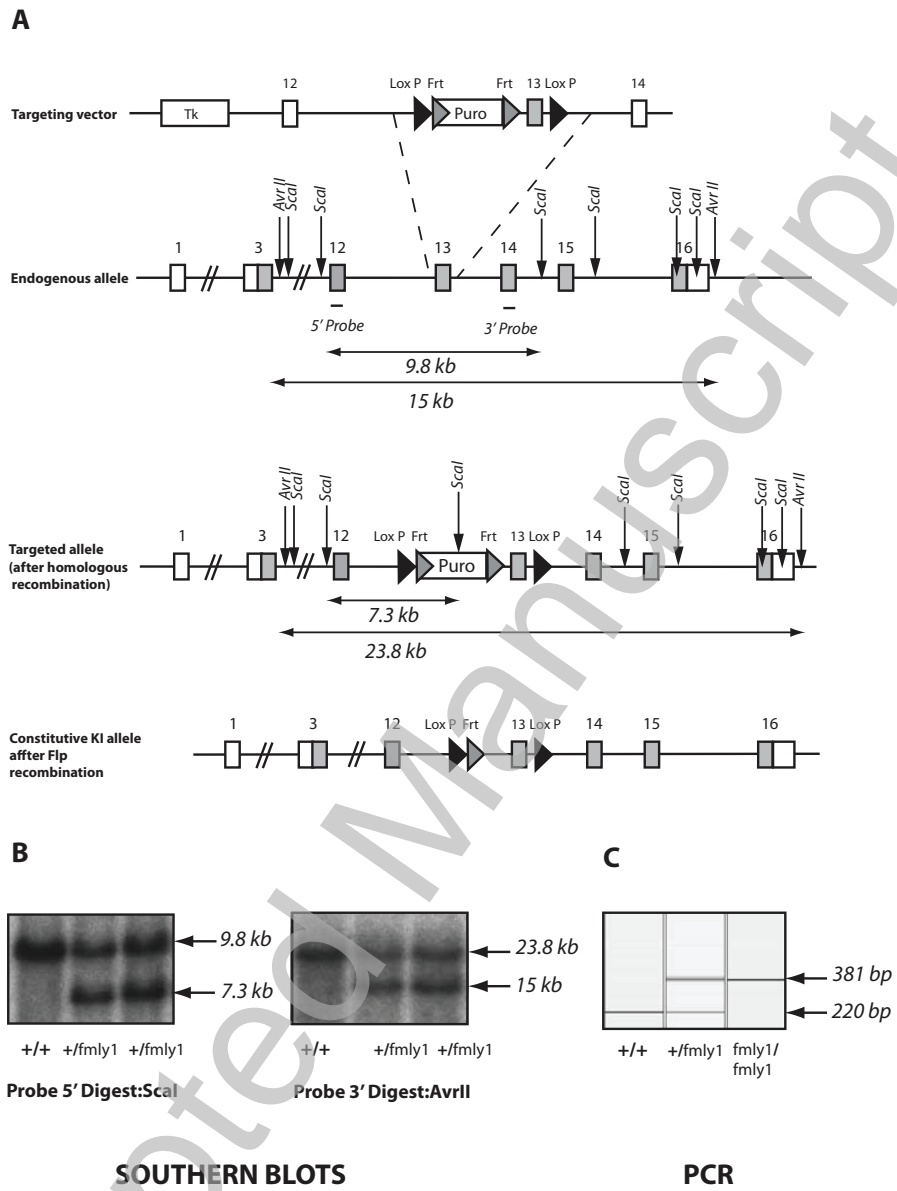 A
12 Lox P Frt Frt 13 Lox P 14
Targeting vector Tk Puro
Avr II ScaI ScaI ScaI ScaI ScaI ScaI Avr II
1 3 12 13 14 15 16
Endogenous allele
5' Probe 3' Probe
9.8 kb
15 kb
Avr II ScaI ScaI ScaI ScaI ScaI ScaI ScaI Avr II
1 3 12 Lox P Frt Frt 13 Lox P 14 15 16
Targeted allele
(after homologous Puro
recombination)
7.3 kb
23.8 kb
1 3 12 Lox P Frt 13 Lox P 14 15 16
Constitutive KI allele
affter Flp
recombination
B
C
9.8 kb 23.8 kb 381 bp
7.3 kb 15 kb 220 bp
+/+ +/fmly1 +/fmly1 +/+ +/fmly1 +/fmly1 +/+ +/fmly1 fmly1/
fmly1
Probe 5' Digest:ScaI Probe 3' Digest:AvrII
SOUTHERN BLOTS PCR
pted Manuscript